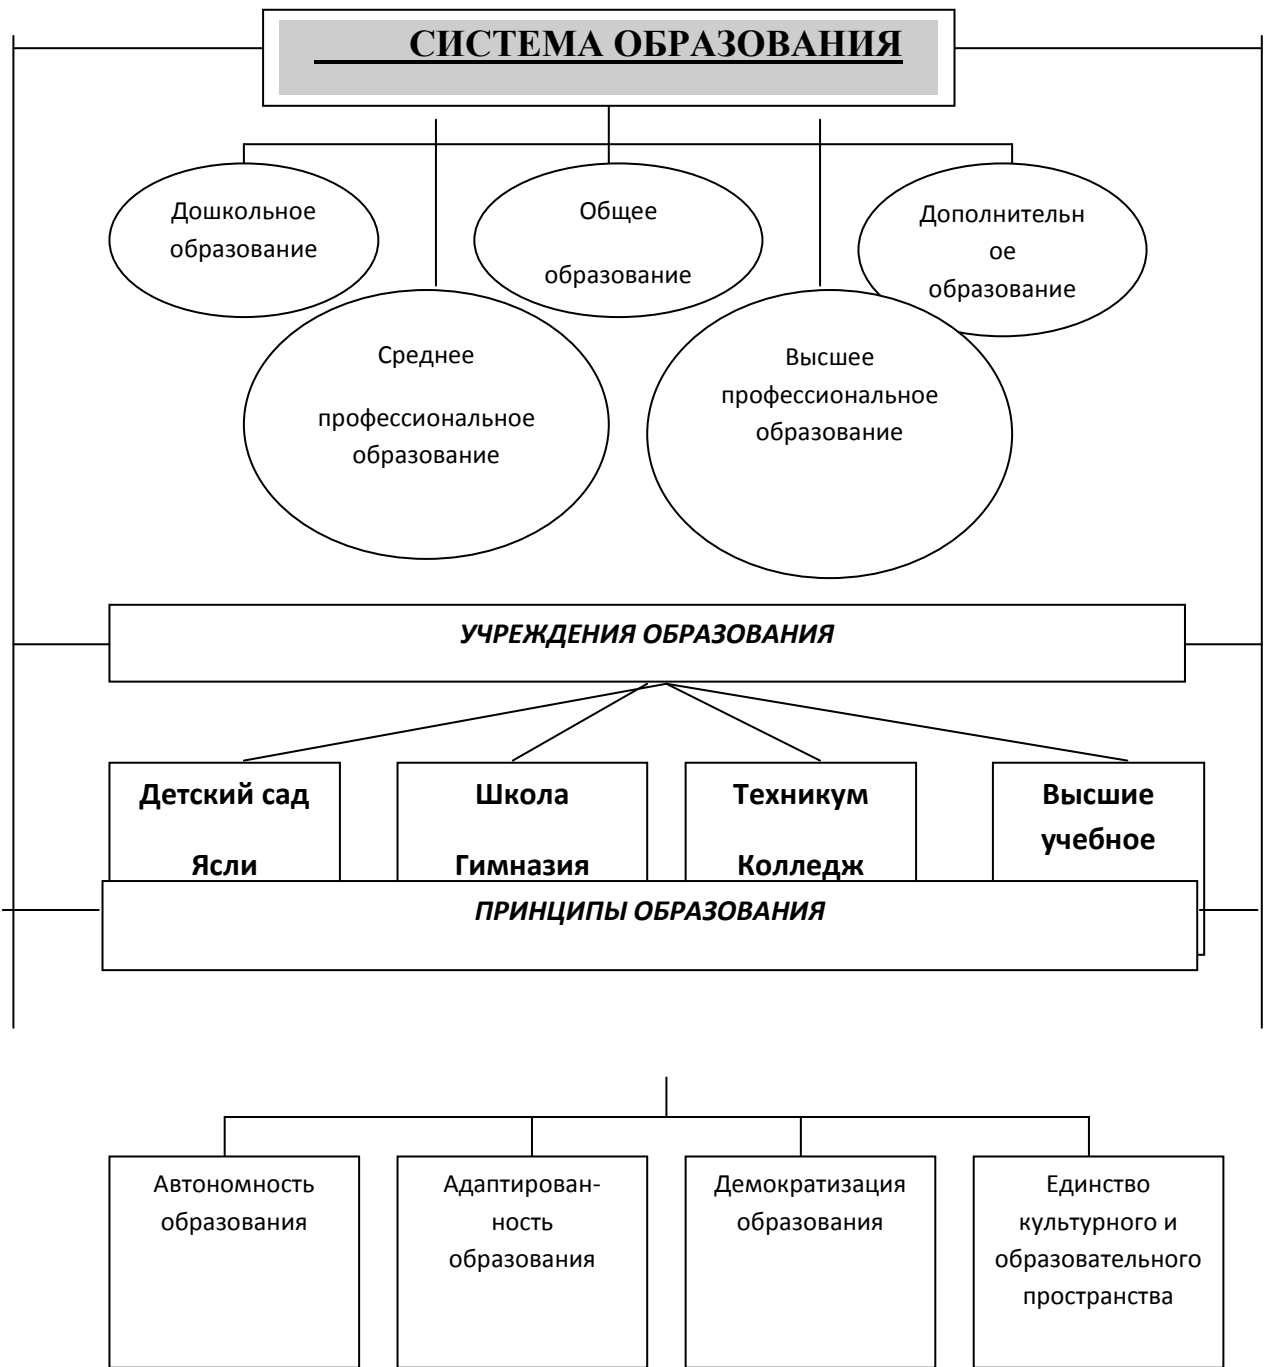 СИСТЕМА ОБРАЗОВАНИЯ
Дошкольное
образование
Общее
образование
Дополнительн
ое
образование
Среднее
профессиональное
образование
Высшее
профессиональное
образование
УЧРЕЖДЕНИЯ ОБРАЗОВАНИЯ
Детский сад
Ясли
Школа
Гимназия
Техникум
Колледж
Высшие
учебное
ПРИНЦИПЫ ОБРАЗОВАНИЯ
Автономность
образования
Адаптирован-
ность
образования
Демократизация
образования
Единство
культурного и
образовательного
пространства